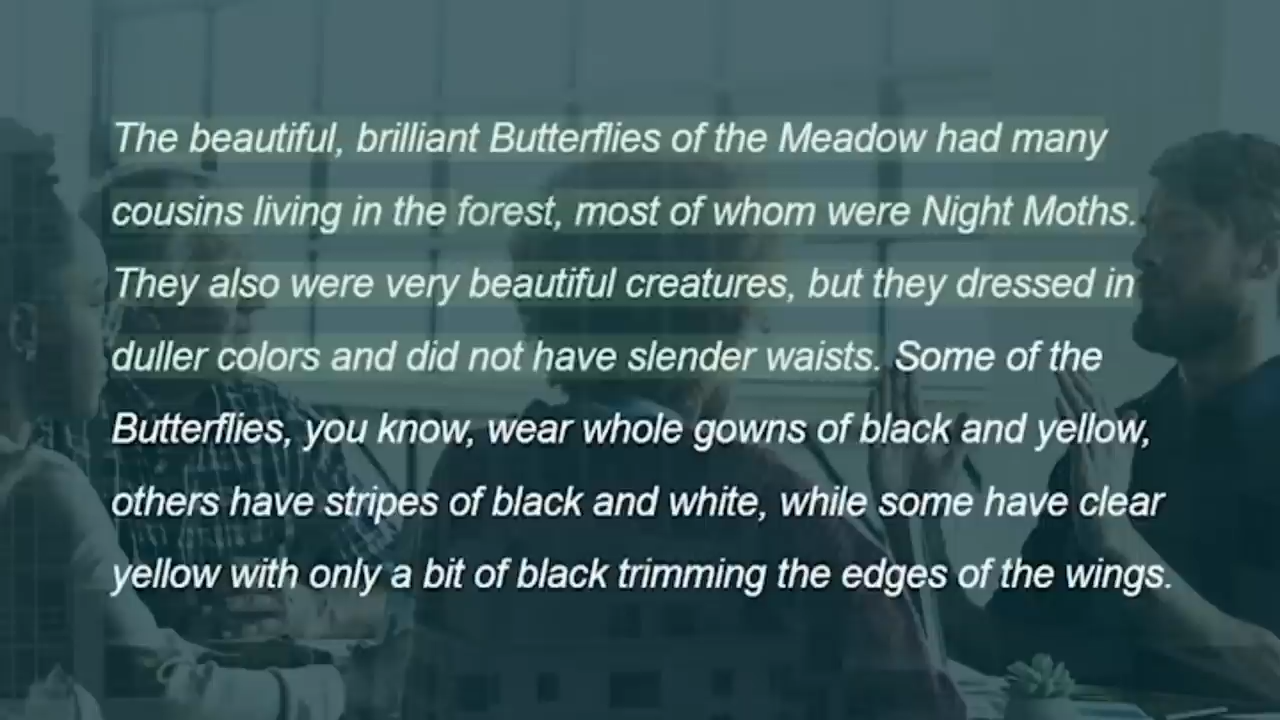 The beautiful, brilliant Butterflies of the Meadow had many
cousins living in the forest, most of whom were Night Moths.
They also were very beautiful creatures, but they dressed in
duller colors and did not have slender waists. Some of the
Butterflies, you know, wear whole gowns of black and yellow,
others have stripes of black and white, while some have clear
yellow with only a bit of black trimming the edges of the wings.